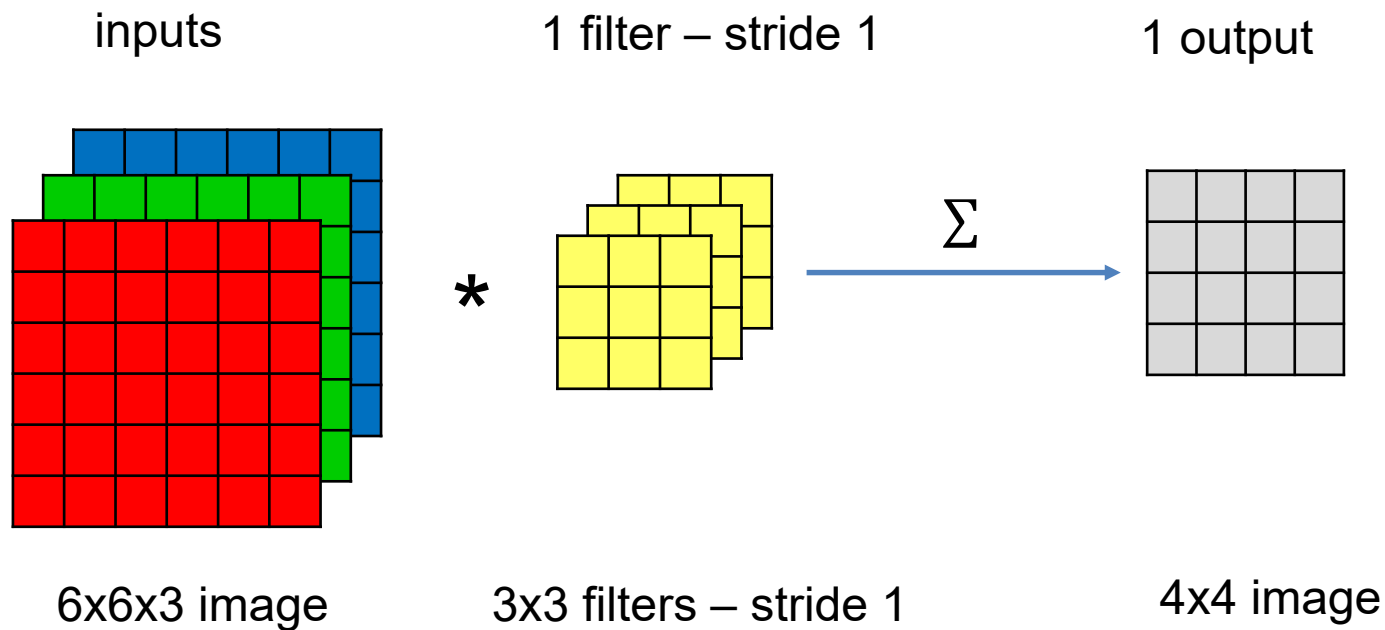 inputs
1 filter – stride 1
1 output
*
∑
6x6x3 image
3x3 filters – stride 1
4x4 image